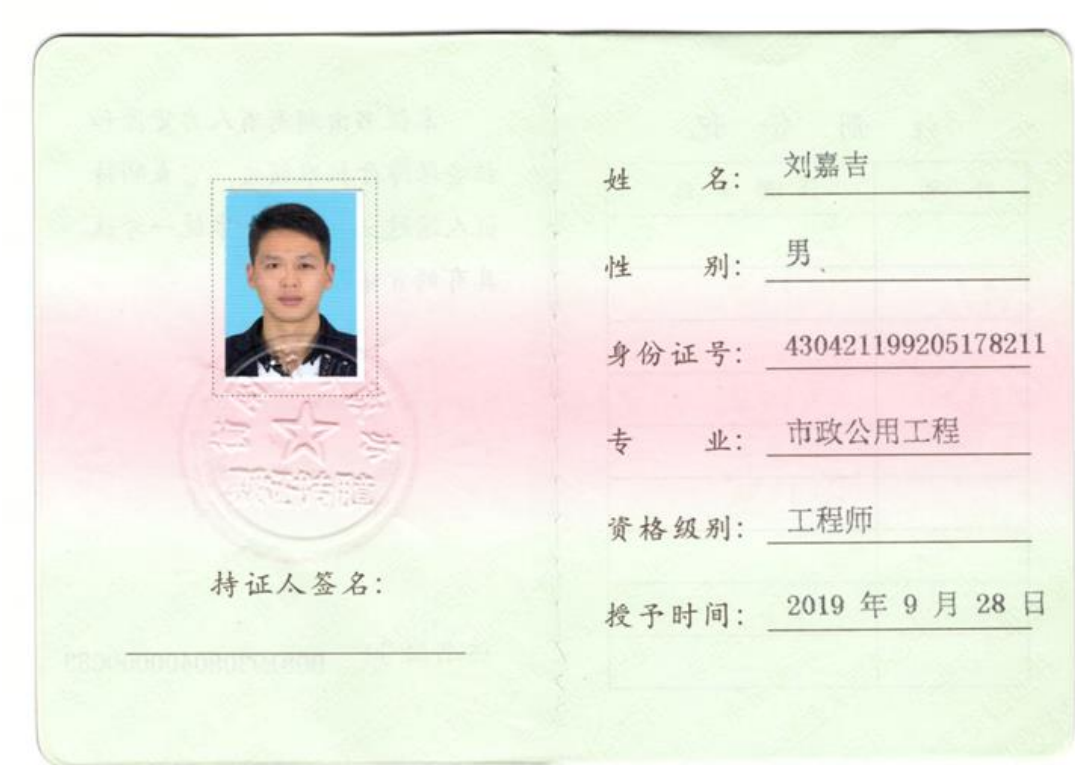 姓 名: 刘嘉吉
性 别: 男
身份证号: 430421199205178211
专 业: 市政公用工程
资格级别: 工程师
授予时间: 2019 年 9 月 28 日
持证人签名: